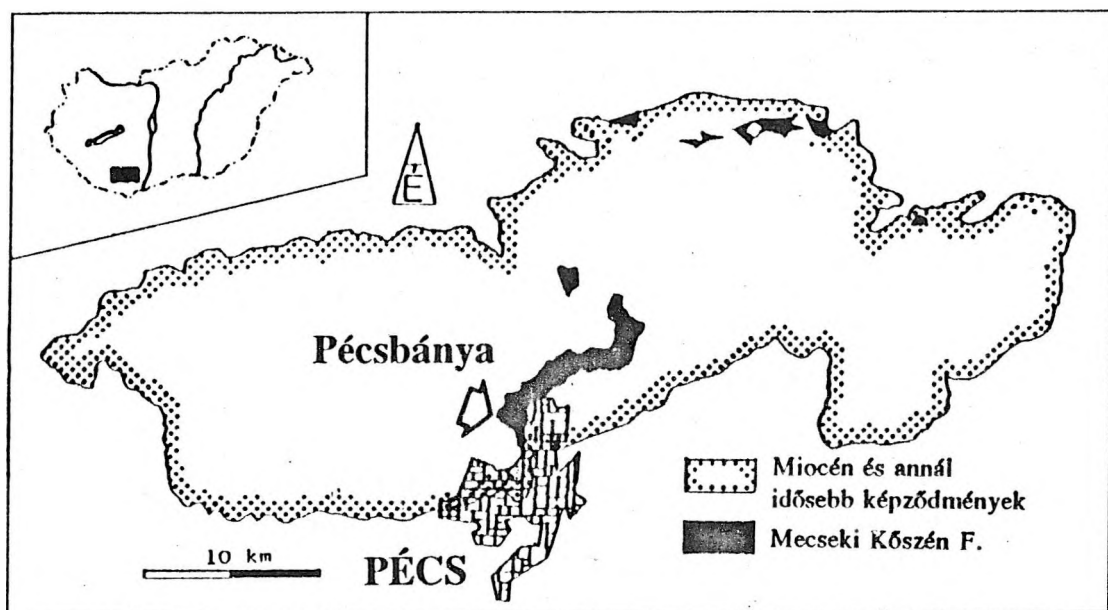 É
Pécsbánya
Miocén és annál
idősebb képződmények
Mecseki Kőszén F.
10 km
PÉCS